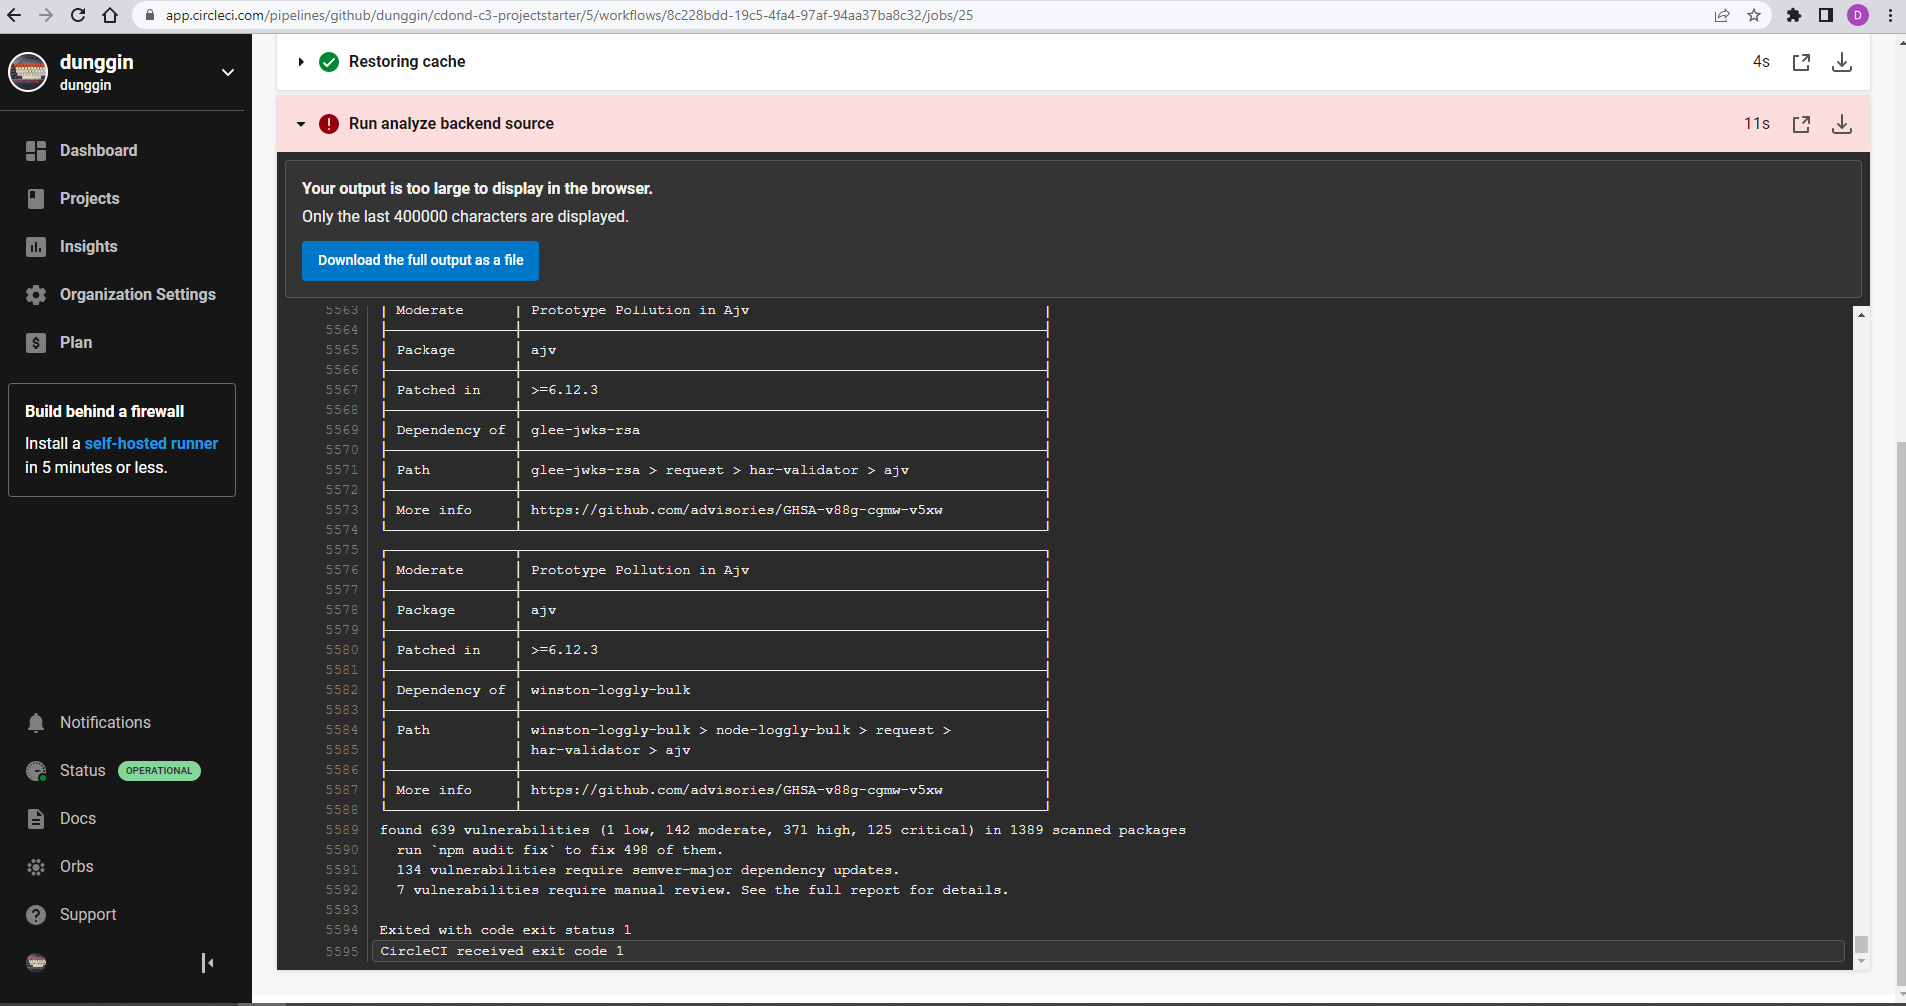 app.circleci.com/pipelines/github/dunggin/cdond-c3-projectstarter/5/workflows/8c228bdd-19c5-4fa4-97af-94aa37ba8c32/jobs/25
D
dunggin
dunggin
Dashboard
Projects
Insights
Organization Settings
Plan
Build behind a firewall
Install a self-hosted runner
in 5 minutes or less.
Notifications
Status OPERATIONAL
Docs
Orbs
Support
Restoring cache 4s
Run analyze backend source 11s
Your output is too large to display in the browser.
Only the last 400000 characters are displayed.
Download the full output as a file
5563 | Moderate | Prototype Pollution in Ajv |
5564
5565 | Package | ajv |
5566
5567 | Patched in | >=6.12.3 |
5568
5569 | Dependency of | glee-jwks-rsa |
5570
5571 | Path | glee-jwks-rsa > request > har-validator > ajv |
5572
5573 | More info | https://github.com/advisories/GHSA-v88g-cgmw-v5xw |
5574
5575
5576 | Moderate | Prototype Pollution in Ajv |
5577
5578 | Package | ajv |
5579
5580 | Patched in | >=6.12.3 |
5581
5582 | Dependency of | winston-loggly-bulk |
5583
5584 | Path | winston-loggly-bulk > node-loggly-bulk > request > |
5585 | | har-validator > ajv |
5586
5587 | More info | https://github.com/advisories/GHSA-v88g-cgmw-v5xw |
5588
5589 found 639 vulnerabilities (1 low, 142 moderate, 371 high, 125 critical) in 1389 scanned packages
5590 run `npm audit fix` to fix 498 of them.
5591 134 vulnerabilities require semver-major dependency updates.
5592 7 vulnerabilities require manual review. See the full report for details.
5593
5594 Exited with code exit status 1
5595 CircleCI received exit code 1